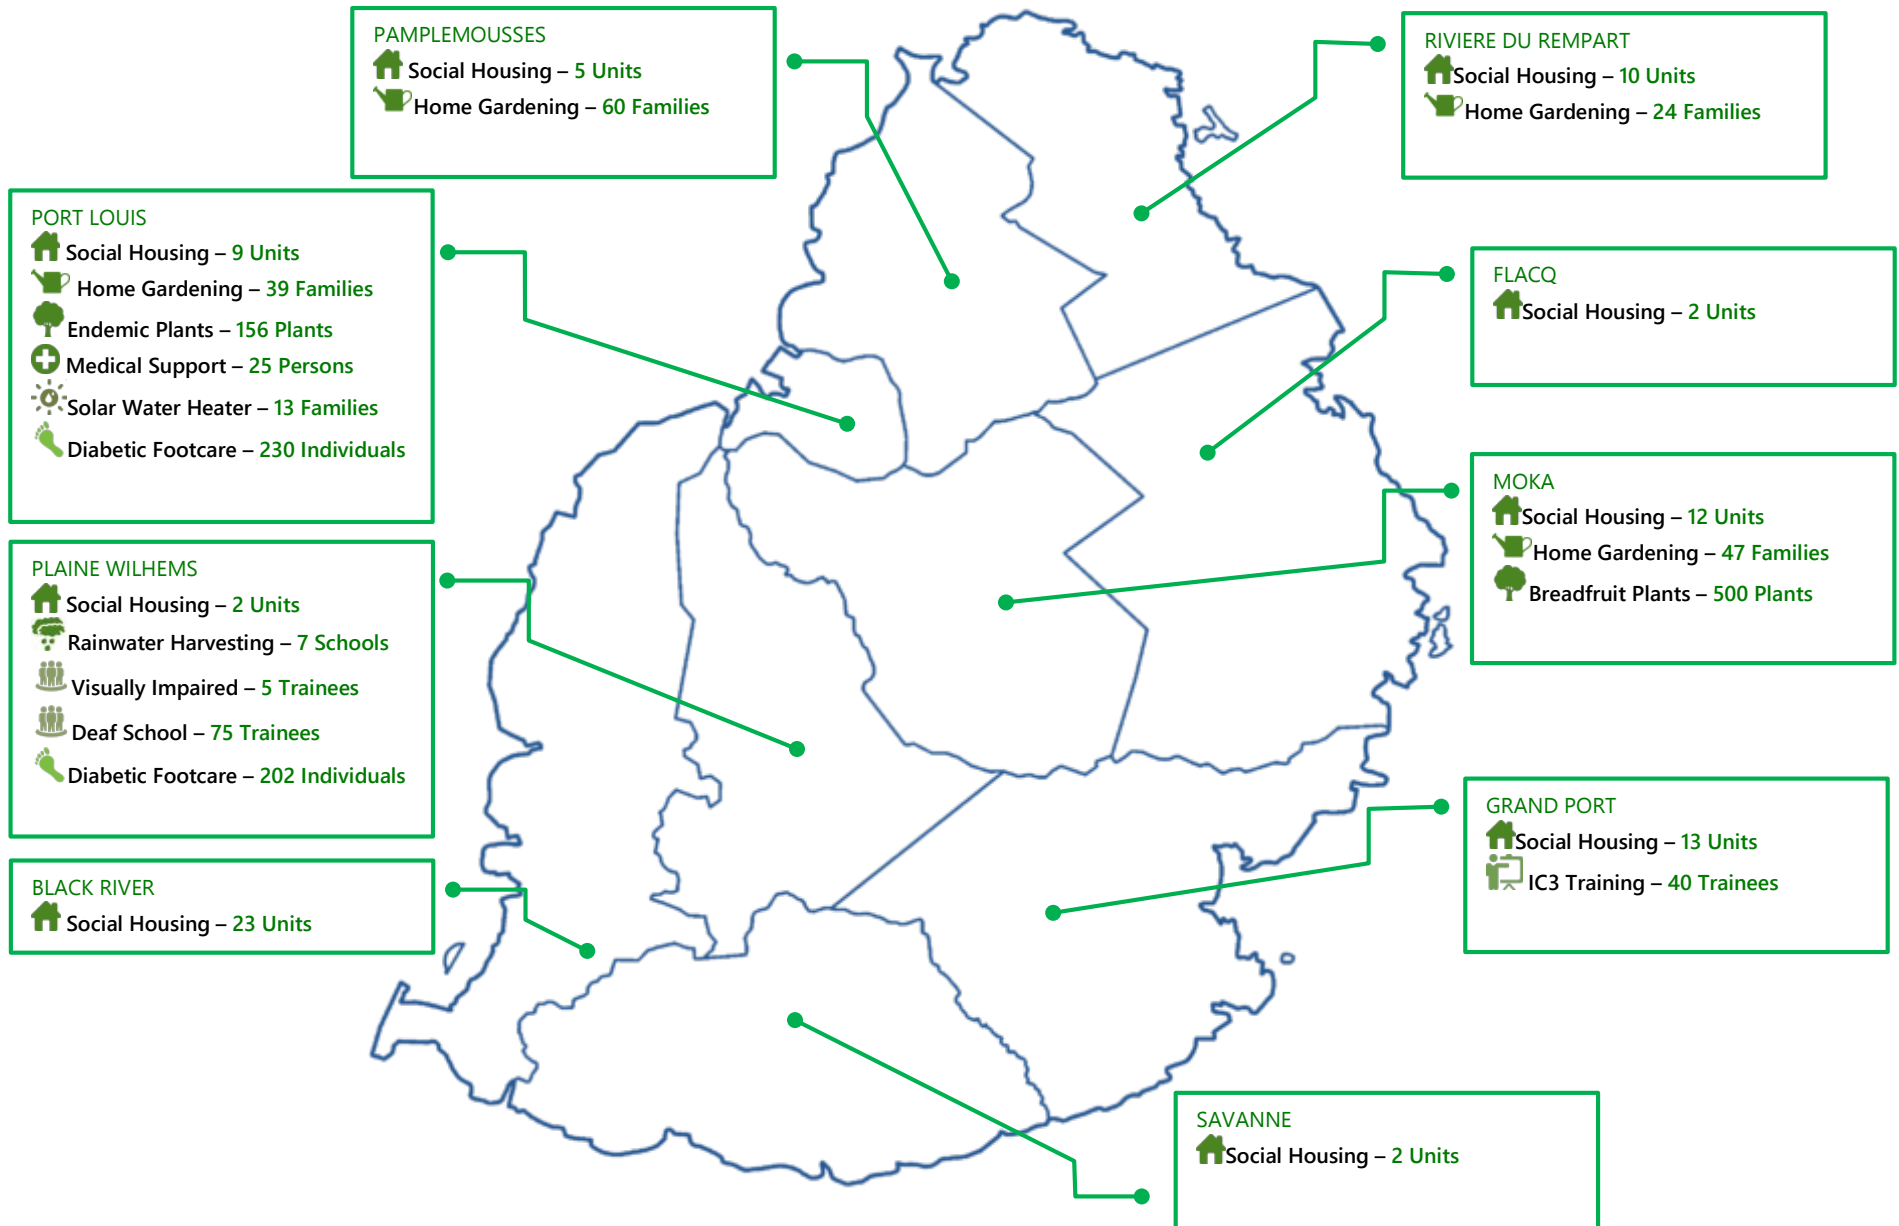 PAMPLEMOUSSES
Social Housing – 5 Units
Home Gardening – 60 Families
RIVIERE DU REMPART
Social Housing – 10 Units
Home Gardening – 24 Families
PORT LOUIS
Social Housing – 9 Units
Home Gardening – 39 Families
Endemic Plants – 156 Plants
Medical Support – 25 Persons
Solar Water Heater – 13 Families
Diabetic Footcare – 230 Individuals
FLACQ
Social Housing – 2 Units
MOKA
Social Housing – 12 Units
Home Gardening – 47 Families
Breadfruit Plants – 500 Plants
PLAINE WILHEMS
Social Housing – 2 Units
Rainwater Harvesting – 7 Schools
Visually Impaired – 5 Trainees
Deaf School – 75 Trainees
Diabetic Footcare – 202 Individuals
GRAND PORT
Social Housing – 13 Units
IC3 Training – 40 Trainees
BLACK RIVER
Social Housing – 23 Units
SAVANNE
Social Housing – 2 Units